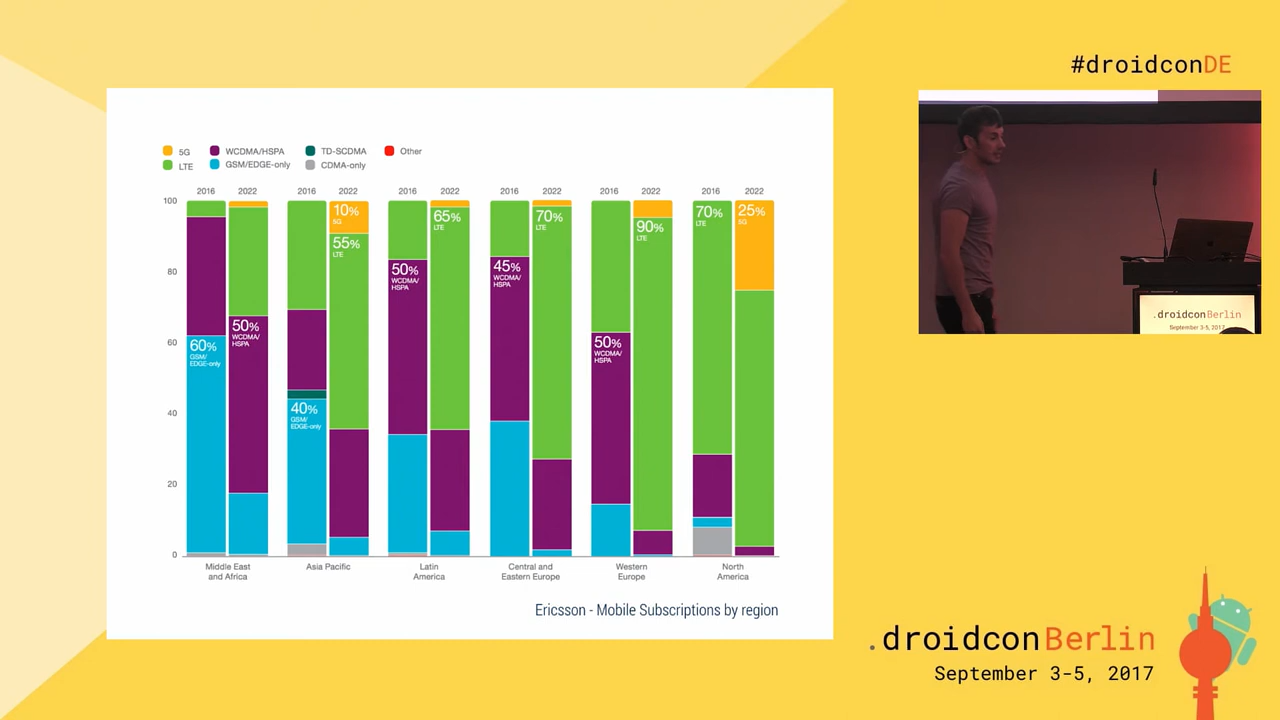 #droidconDE
5G
WCDMA/HSPA
TD-SCDMA
Other
LTE
GSM/EDGE-only
CDMA-only
2016
2022
2016
2022
2016
2022
2016
2022
2016
2022
2016
2022
100
80
60
40
20
0
60%
GSM/
EDGE-only
50%
WCDMA/
HSPA
40%
GSM/
EDGE-only
10%
5G
55%
LTE
50%
WCDMA/
HSPA
65%
LTE
45%
WCDMA/
HSPA
70%
LTE
50%
WCDMA/
HSPA
90%
LTE
70%
LTE
25%
5G
Middle East
and Africa
Asia Pacific
Latin
America
Central and
Eastern Europe
Western
Europe
North
America
Ericsson - Mobile Subscriptions by region
.droidconBerlin
September 3-5, 2017
.droidconBerlin
September 3-5, 2017